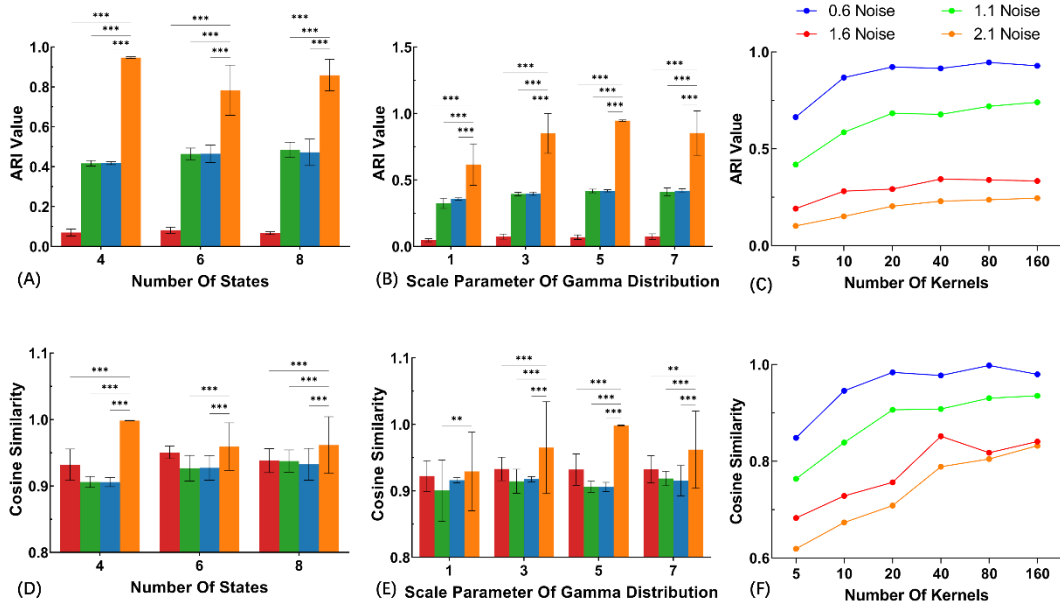 0.6 Noise
1.1 Noise
1.6 Noise
2.1 Noise
*** *** ***
*** *** ***
*** *** ***
ARI Value
1.0
0.8
0.6
0.4
0.2
0.0
4 6 8
(A) Number Of States
*** *** ***
*** *** ***
*** *** ***
*** *** ***
ARI Value
1.5
1.0
0.5
0.0
1 3 5 7
(B) Scale Parameter Of Gamma Distribution
ARI Value
1.0
0.5
0.0
5 10 20 40 80 160
(C) Number Of Kernels
*** *** ***
*** ***
*** *** ***
Cosine Similarity
1.1
1.0
0.9
0.8
4 6 8
(D) Number Of States
**
*** *** ***
*** *** ***
** *** ***
Cosine Similarity
1.1
1.0
0.9
0.8
1 3 5 7
(E) Scale Parameter Of Gamma Distribution
Cosine Similarity
1.0
0.8
0.6
5 10 20 40 80 160
(F) Number Of Kernels